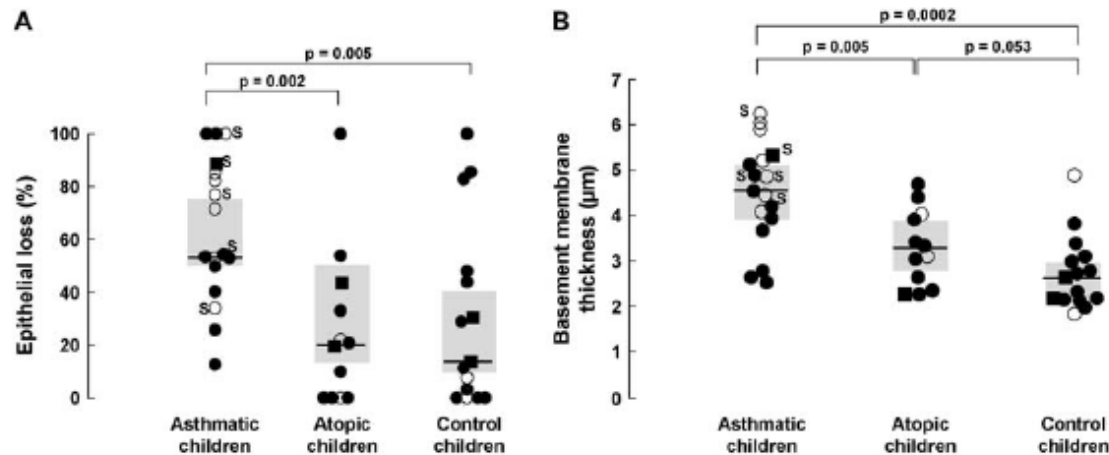 A
p = 0.005
p = 0.002
Epithelial loss (%)
100
80
60
40
20
0
S
S
S
S
S
Asthmatic children
Atopic children
Control children
B
p = 0.0002
p = 0.005
p = 0.053
Basement membrane
thickness (µm)
7
6
5
4
3
2
1
0
S
S
S
S
S
Asthmatic children
Atopic children
Control children